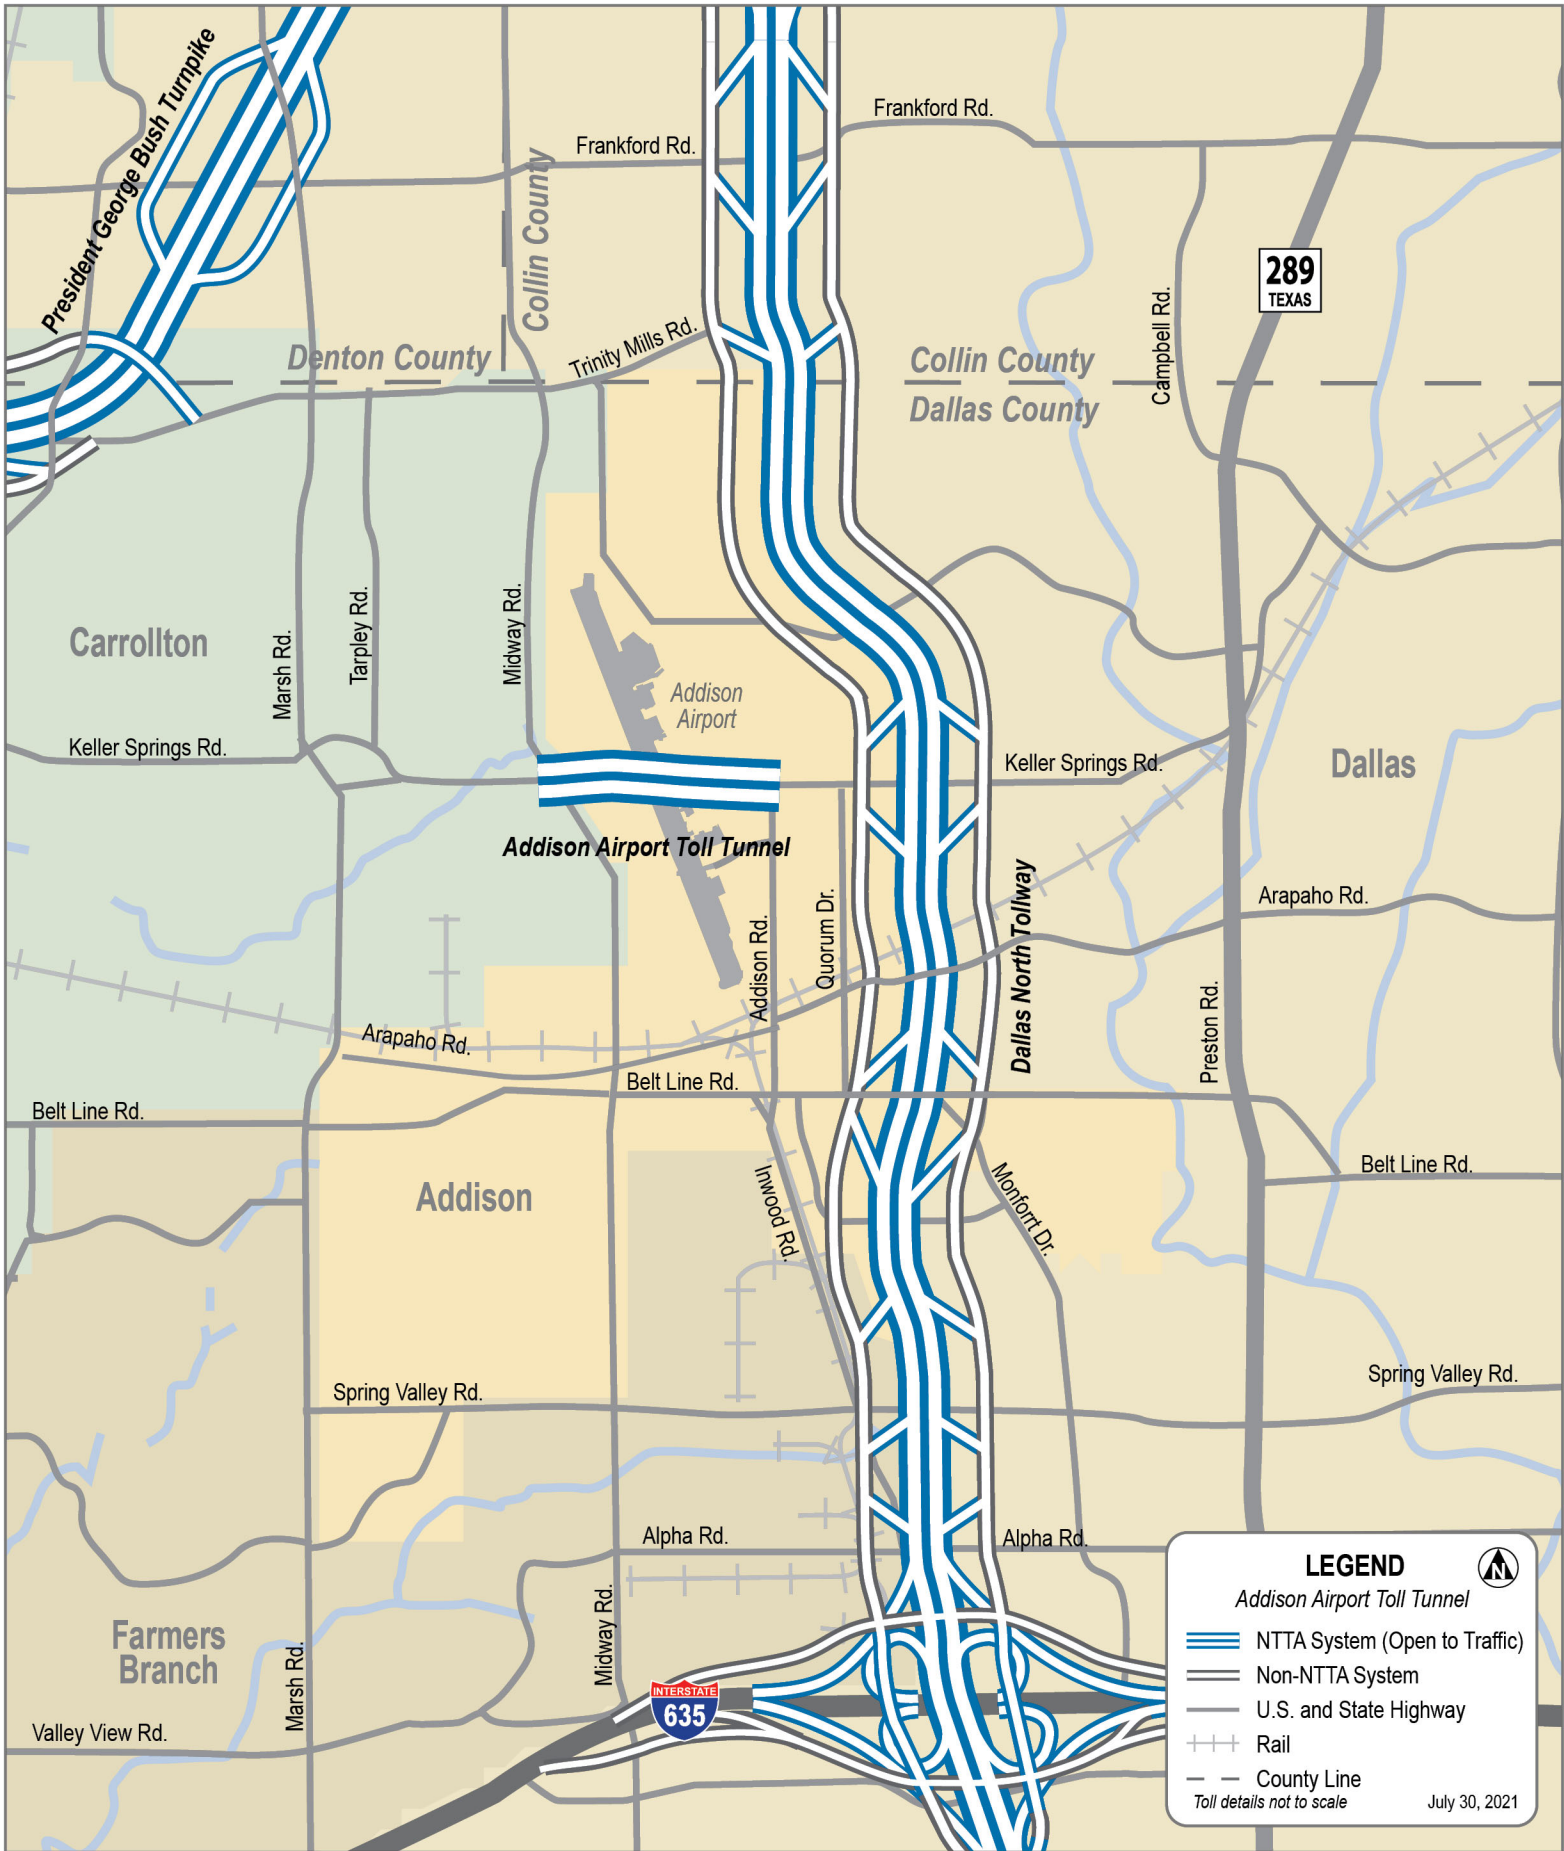 President George Bush Turnpike
Frankford Rd.
Frankford Rd.
Collin County
289
TEXAS
Campbell Rd.
Trinity Mills Rd.
Denton County
Collin County
Dallas County
Carrollton
Marsh Rd.
Tarpley Rd.
Midway Rd.
Addison
Airport
Keller Springs Rd.
Keller Springs Rd.
Dallas
Addison Airport Toll Tunnel
Dallas North Tollway
Arapaho Rd.
Addison Rd.
Quorum Dr.
Preston Rd.
Arapaho Rd.
Belt Line Rd.
Belt Line Rd.
Belt Line Rd.
Addison
Inwood Rd.
Monforrt Dr.
Spring Valley Rd.
Spring Valley Rd.
Alpha Rd.
Alpha Rd.
Farmers
Branch
Marsh Rd.
Midway Rd.
INTERSTATE
635
Valley View Rd.
LEGEND
N
Addison Airport Toll Tunnel
NTTA System (Open to Traffic)
Non-NTTA System
U.S. and State Highway
Rail
County Line
Toll details not to scale
July 30, 2021